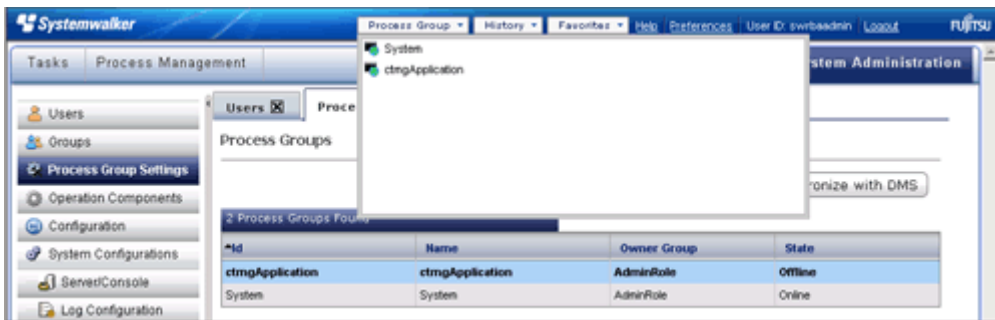 Systemwalker
Process Group
History
Favorites
Help
Preferences
User ID: swrbaadmin
Logout
FUJITSU
Tasks
Process Management
System
ctmgApplication
stem Administration
Users
Groups
Process Group Settings
Operation Components
Configuration
System Configurations
Server/Console
Log Configuration
Users
Proce
Process Groups
ronize with DMS
2 Process Groups Found
Id Name Owner Group State
ctmgApplication ctmgApplication AdminRole Offline
System System AdminRole Online